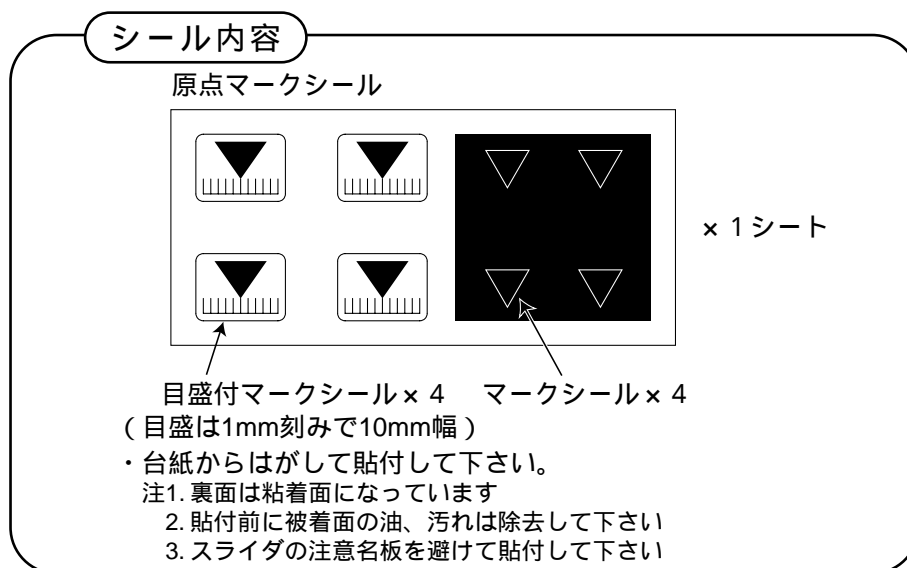 シール内容
原点マークシール
× 1シート
目盛付マークシール× 4 マークシール× 4
(目盛は1mm刻みで10mm幅)
・台紙からはがして貼付して下さい。
注1. 裏面は粘着面になっています
2. 貼付前に被着面の油、汚れは除去して下さい
3. スライダの注意名板を避けて貼付して下さい